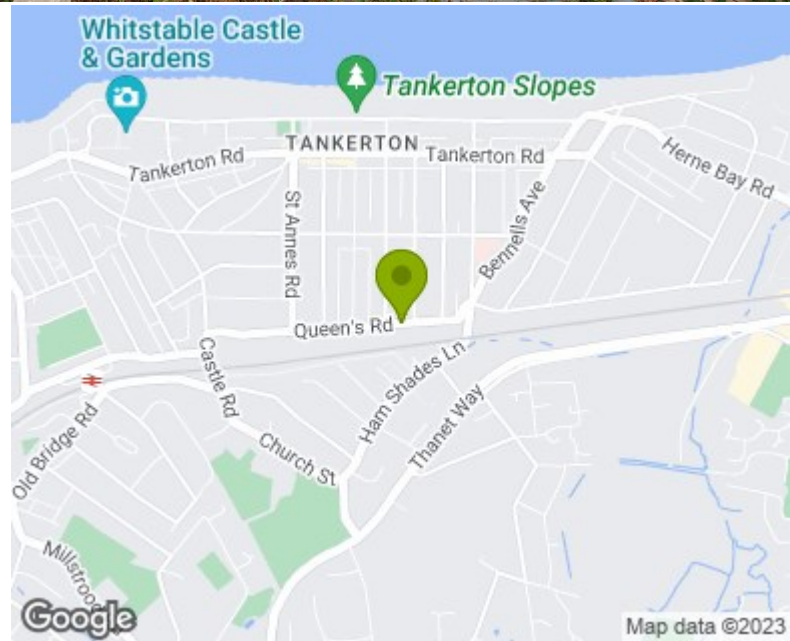 Whitstable Castle
& Gardens
Tankerton Slopes
TANKERTON
Tankerton Rd
Tankerton Rd
Herne Bay Rd
St Annes Rd
Bennells Ave
Queen's Rd
Castle Rd
Ham Shades Ln
Old Bridge Rd
Church St
Thanet Way
Google
Map data ©2023